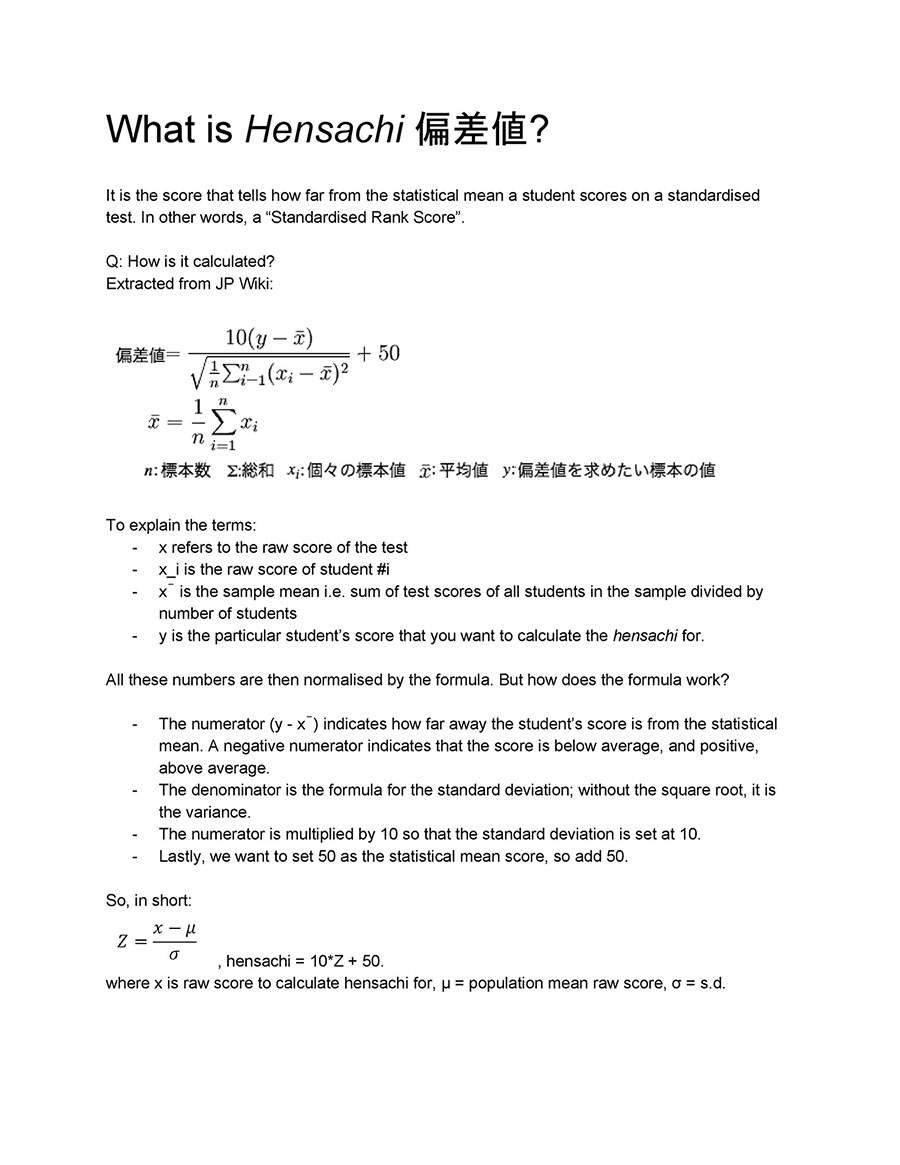 What is Hensachi 偏差値?
It is the score that tells how far from the statistical mean a student scores on a standardised
test. In other words, a “Standardised Rank Score”.
Q: How is it calculated?
Extracted from JP Wiki:
偏差値= \frac{10(y − x̄)}{\sqrt{\frac{1}{n}∑_{i−1}^{n}(x_i − x̄)^2}} + 50
x̄ = \frac{1}{n} ∑_{i=1}^{n} x_i
n: 標本数 Σ:総和 x_i: 個々の標本値 x̄: 平均値 y: 偏差値を求めたい標本の値
To explain the terms:
- x refers to the raw score of the test
- x_i is the raw score of student #i
- x¯ is the sample mean i.e. sum of test scores of all students in the sample divided by
number of students
- y is the particular student’s score that you want to calculate the hensachi for.
All these numbers are then normalised by the formula. But how does the formula work?
- The numerator (y - x¯) indicates how far away the student’s score is from the statistical
mean. A negative numerator indicates that the score is below average, and positive,
above average.
- The denominator is the formula for the standard deviation; without the square root, it is
the variance.
- The numerator is multiplied by 10 so that the standard deviation is set at 10.
- Lastly, we want to set 50 as the statistical mean score, so add 50.
So, in short:
Z = \frac{x − μ}{σ} , hensachi = 10*Z + 50.
where x is raw score to calculate hensachi for, μ = population mean raw score, σ = s.d.